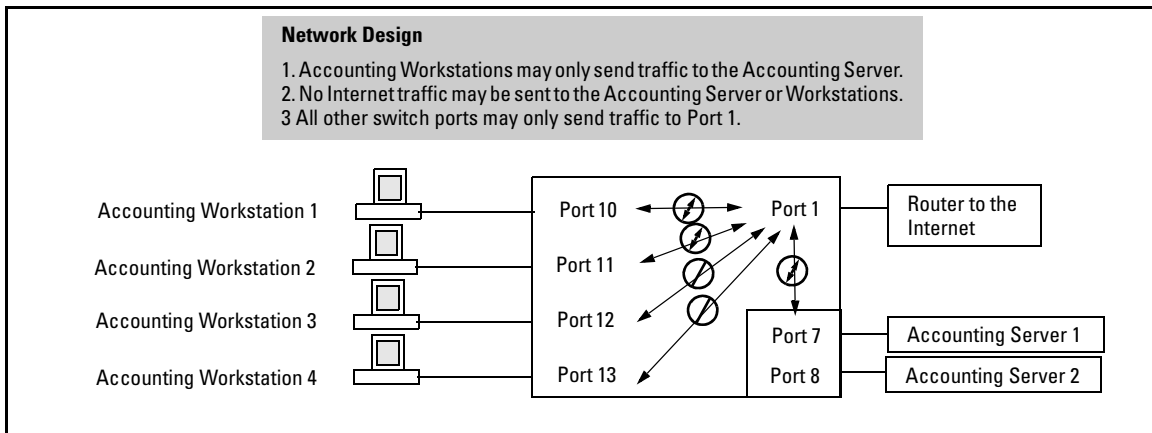 Network Design
1. Accounting Workstations may only send traffic to the Accounting Server.
2. No Internet traffic may be sent to the Accounting Server or Workstations.
3 All other switch ports may only send traffic to Port 1.
Accounting Workstation 1
Port 10
Port 1
Router to the
Internet
Accounting Workstation 2
Port 11
Accounting Workstation 3
Port 12
Port 7
Accounting Server 1
Accounting Workstation 4
Port 13
Port 8
Accounting Server 2